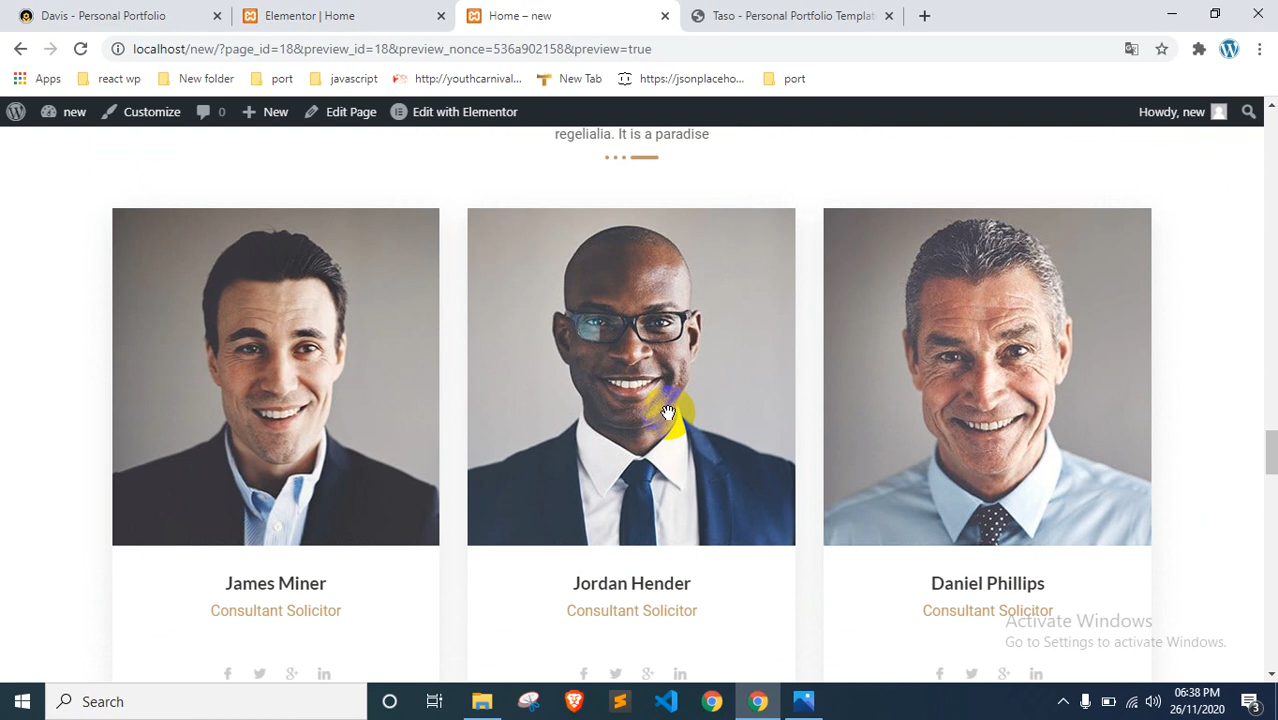 Davis - Personal Portfolio
Elementor | Home
Home – new
Taso - Personal Portfolio Templat
localhost/new/?page_id=18&preview_id=18&preview_nonce=536a902158&preview=true
Apps
react wp
New folder
port
javascript
http://youthcarnival...
New Tab
https://jsonplaceho...
port
new
Customize
0
New
Edit Page
Edit with Elementor
Howdy, new
regelialia. It is a paradise
James Miner
Jordan Hender
Daniel Phillips
Consultant Solicitor
Consultant Solicitor
Consultant Solicitor
Activate Windows
Go to Settings to activate Windows.
Search
06:38 PM
26/11/2020
3